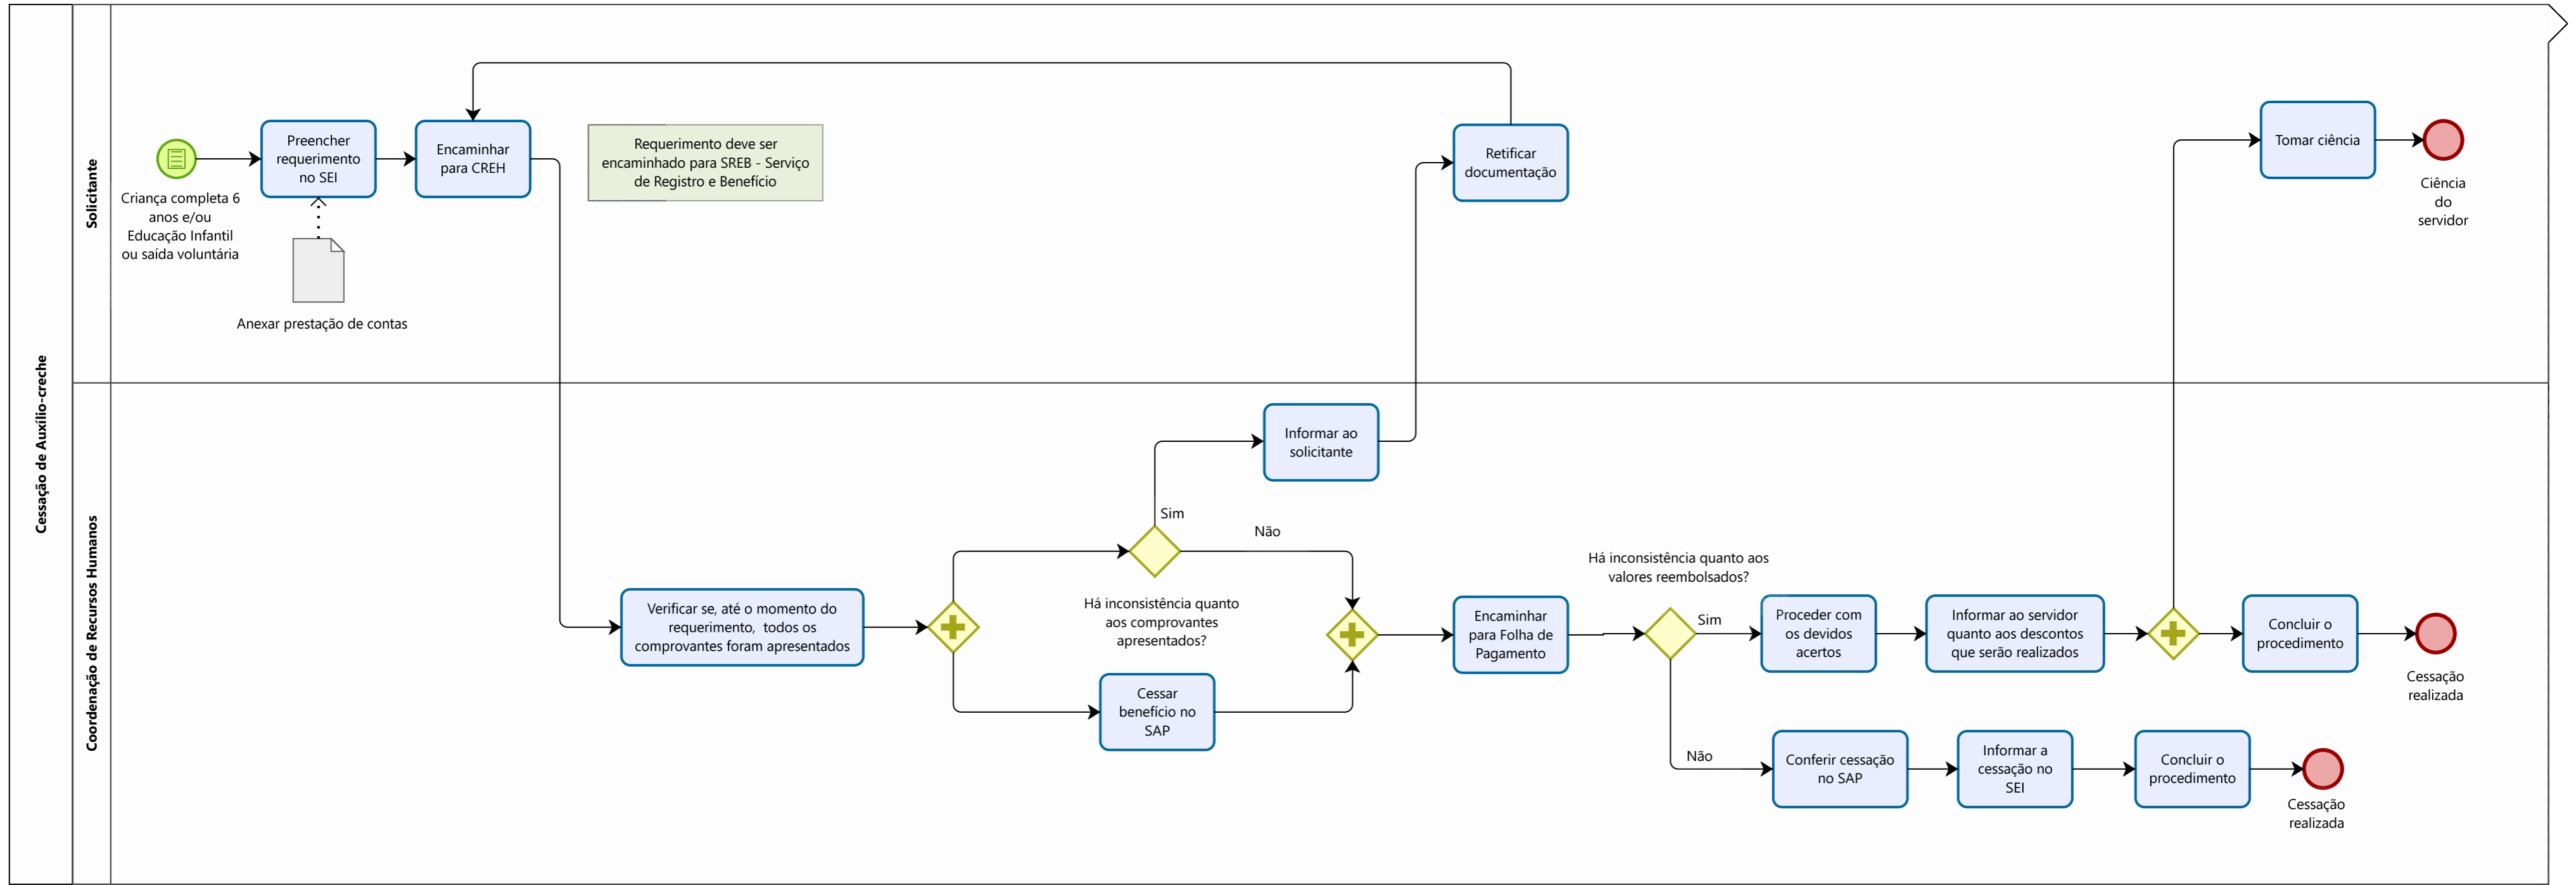 Cessação de Auxílio-creche
Solicitante
Criança completa 6
anos e/ou
Educação Infantil
ou saída voluntária
Preencher
requerimento
no SEI
Anexar prestação de contas
Encaminhar
para CREH
Requerimento deve ser
encaminhado para SREB - Serviço
de Registro e Benefício
Retificar
documentação
Tomar ciência
Ciência
do
servidor
Coordenação de Recursos Humanos
Verificar se, até o momento do
requerimento, todos os
comprovantes foram apresentados
Informar ao
solicitante
Sim
Não
Há inconsistência quanto
aos comprovantes
apresentados?
Cessar
benefício no
SAP
Encaminhar
para Folha de
Pagamento
Há inconsistência quanto aos
valores reembolsados?
Sim
Proceder com
os devidos
acertos
Informar ao servidor
quanto aos descontos
que serão realizados
Concluir o
procedimento
Cessação
realizada
Não
Conferir cessação
no SAP
Informar a
cessação no
SEI
Concluir o
procedimento
Cessação
realizada